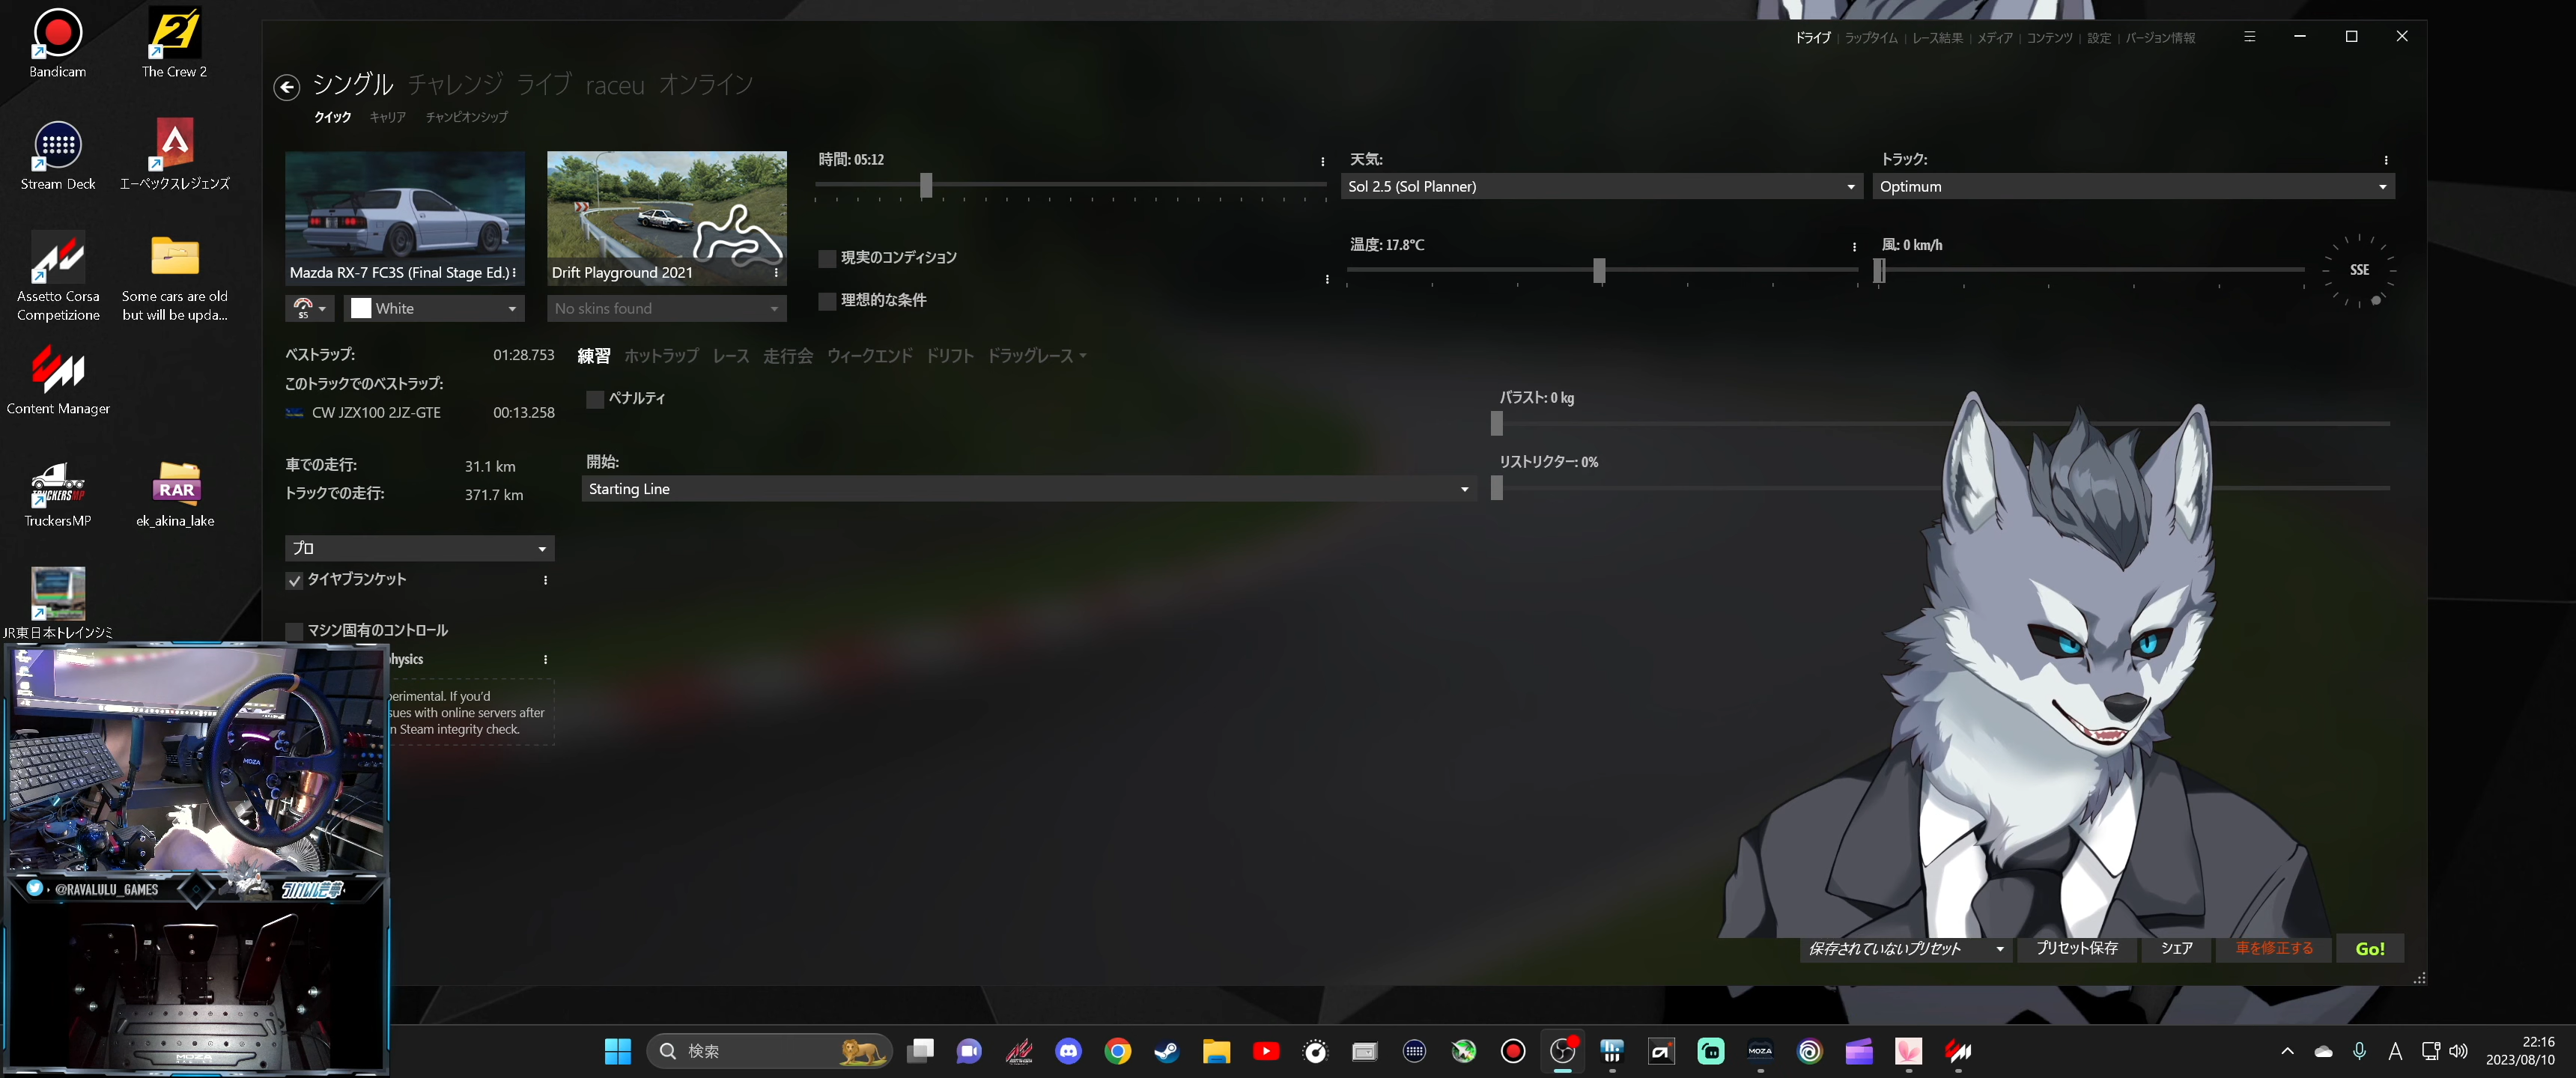 Bandicam
The Crew 2
Stream Deck
エーペックスレジェンズ
Assetto Corsa
Competizione
Some cars are old
but will be upda...
Content Manager
TruckersMP
RAR
ek_akina_lake
JR東日本トレインシミ
ドライブ | ラップタイム | レース結果 | メディア | コンテンツ | 設定 | バージョン情報
シングル チャレンジ ライブ raceu オンライン
クイック キャリア チャンピオンシップ
Mazda RX-7 FC3S (Final Stage Ed.)
Drift Playground 2021
$5
White
No skins found
時間: 05:12
天気:
Sol 2.5 (Sol Planner)
トラック:
Optimum
現実のコンディション
理想的な条件
温度: 17.8°C
風: 0 km/h
SSE
ベストラップ: 01:28.753
このトラックでのベストラップ:
CW JZX100 2JZ-GTE 00:13.258
車での走行: 31.1 km
トラックでの走行: 371.7 km
練習 ホットラップ レース 走行会 ウィークエンド ドリフト ドラッグレース
ペナルティ
バラスト: 0 kg
開始:
Starting Line
リストリクター: 0%
プロ
タイヤブランケット
マシン固有のコントロール
physics
perimental. If you'd
sues with online servers after
n Steam integrity check.
MOZA
@RAVALULU_GAMES
MOZA
保存されていないプリセット
プリセット保存
シェア
車を修正する
Go!
検索
MOZA
A
22:16
2023/08/10